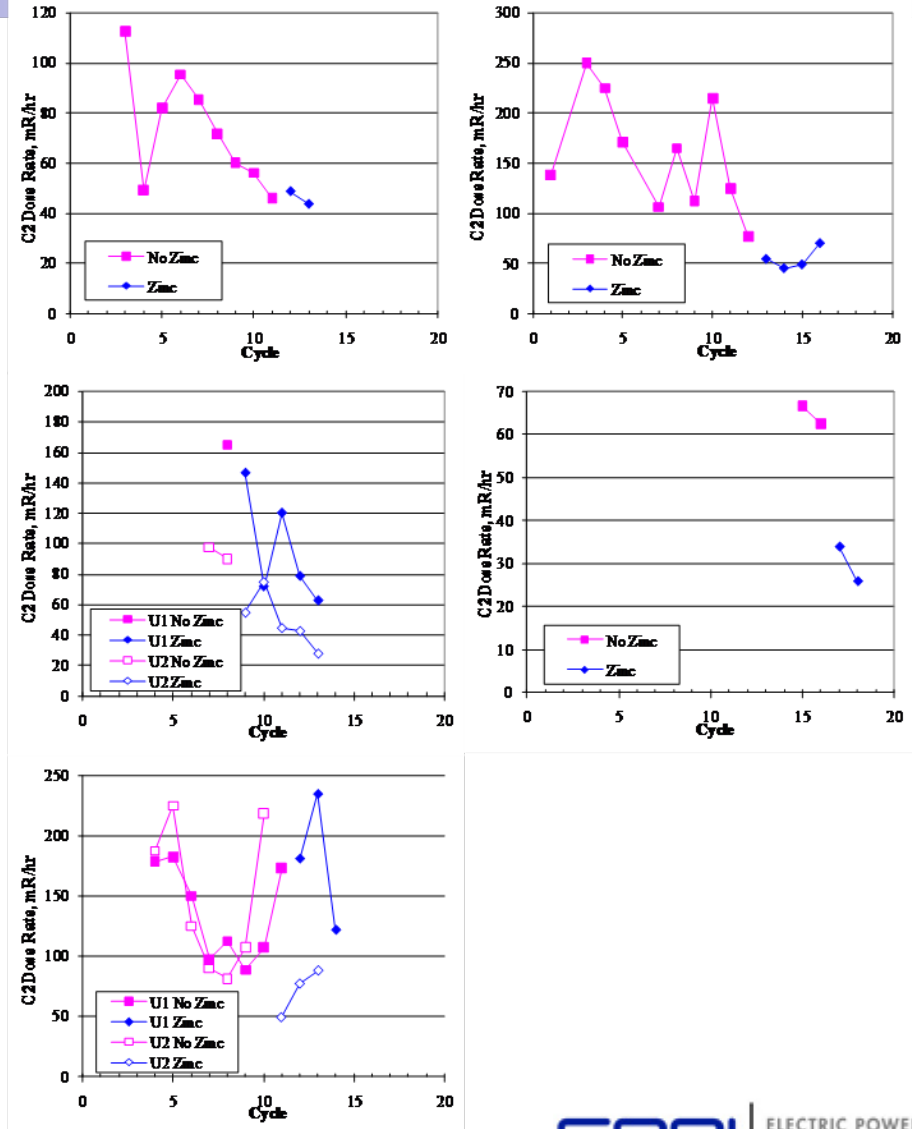 120
100
80
60
40
20
0
C2 Dose Rate, mR/hr
No Zinc
Zinc
0 5 10 15 20
Cycle
300
250
200
150
100
50
0
C2 Dose Rate, mR/hr
No Zinc
Zinc
0 5 10 15 20
Cycle
200
180
160
140
120
100
80
60
40
20
0
C2 Dose Rate, mR/hr
U1 No Zinc
U1 Zinc
U2 No Zinc
U2 Zinc
0 5 10 15 20
Cycle
70
60
50
40
30
20
10
0
C2 Dose Rate, mR/hr
No Zinc
Zinc
0 5 10 15 20
Cycle
250
200
150
100
50
0
C2 Dose Rate, mR/hr
U1 No Zinc
U1 Zinc
U2 No Zinc
U2 Zinc
0 5 10 15 20
Cycle
ELECTRIC POWER